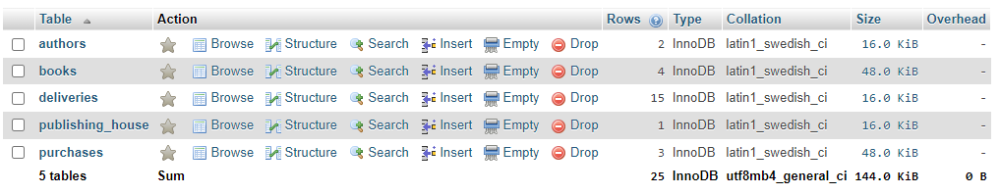 Table Action Rows Type Collation Size Overhead
authors Browse Structure Search Insert Empty Drop 2 InnoDB latin1_swedish_ci 16.0 KiB -
books Browse Structure Search Insert Empty Drop 4 InnoDB latin1_swedish_ci 48.0 KiB -
deliveries Browse Structure Search Insert Empty Drop 15 InnoDB latin1_swedish_ci 16.0 KiB -
publishing_house Browse Structure Search Insert Empty Drop 1 InnoDB latin1_swedish_ci 16.0 KiB -
purchases Browse Structure Search Insert Empty Drop 3 InnoDB latin1_swedish_ci 48.0 KiB -
5 tables Sum 25 InnoDB utf8mb4_general_ci 144.0 KiB 0 B